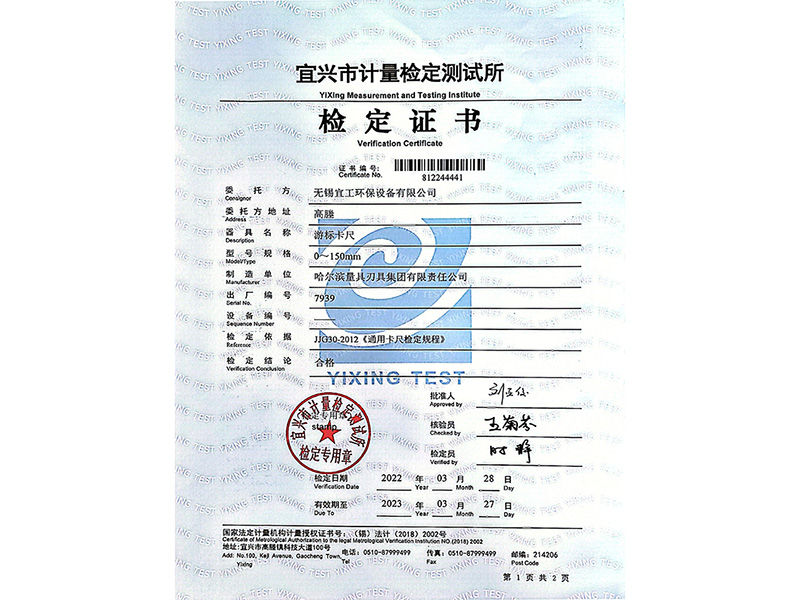 宜兴市计量检定测试所
YiXing Measurement and Testing Institute
检定证书
Verification Certificate
证书编号:
Certificate No.
812244441
委托方 无锡宜工环保设备有限公司
Consignor
委托方地址 高塍
Address
器具名称 游标卡尺
Description
型号规格 0～150mm
Model/Type
制造单位 哈尔滨量具刃具集团有限责任公司
Manufacturer
出厂编号 7939
Serial No.
设备编号 ——
Sequence Number
检定依据 JJG30-2012《通用卡尺检定规程》
Reference
检定结论 合格
Verification Conclusion
YIXING TEST
宜兴市计量检定测试所
检定专用章
stamp
批准人
Approved by
核验员 王菊芬
Checked by
检定员
Verified by
检定日期 2022 年 03 月 28 日
Verification Date Year Month Day
有效期至 2023 年 03 月 27 日
Due To Year Month Day
国家法定计量机构计量授权证书号：（锡）法计（2018）2002号
Certificate of Metrological Authorization to the legal Metrological Verification Institution NO.(2018) 2002
地址:宜兴市高塍镇科技大道100号 电话：0510-87999499 传真：0510-87999499 邮编：214206
Add: No.100, Keji Avenue, Gaocheng Town, Tel Fax Post Code
Yixing
第 1 页 共 2 页